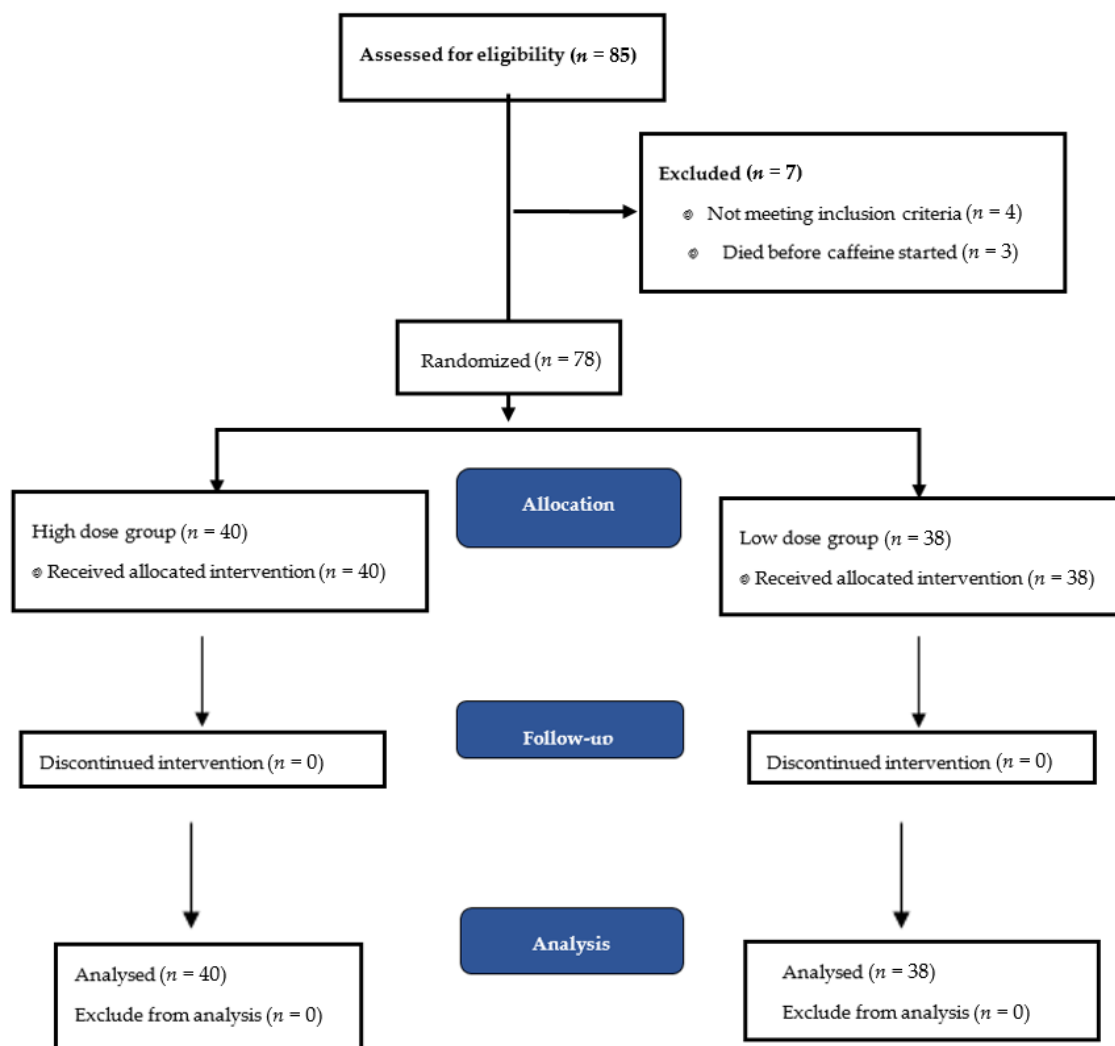 Assessed for eligibility (n = 85)
Excluded (n = 7)
Not meeting inclusion criteria (n = 4)
Died before caffeine started (n = 3)
Randomized (n = 78)
Allocation
High dose group (n = 40)
Received allocated intervention (n = 40)
Low dose group (n = 38)
Received allocated intervention (n = 38)
Follow-up
Discontinued intervention (n = 0)
Discontinued intervention (n = 0)
Analysis
Analysed (n = 40)
Exclude from analysis (n = 0)
Analysed (n = 38)
Exclude from analysis (n = 0)